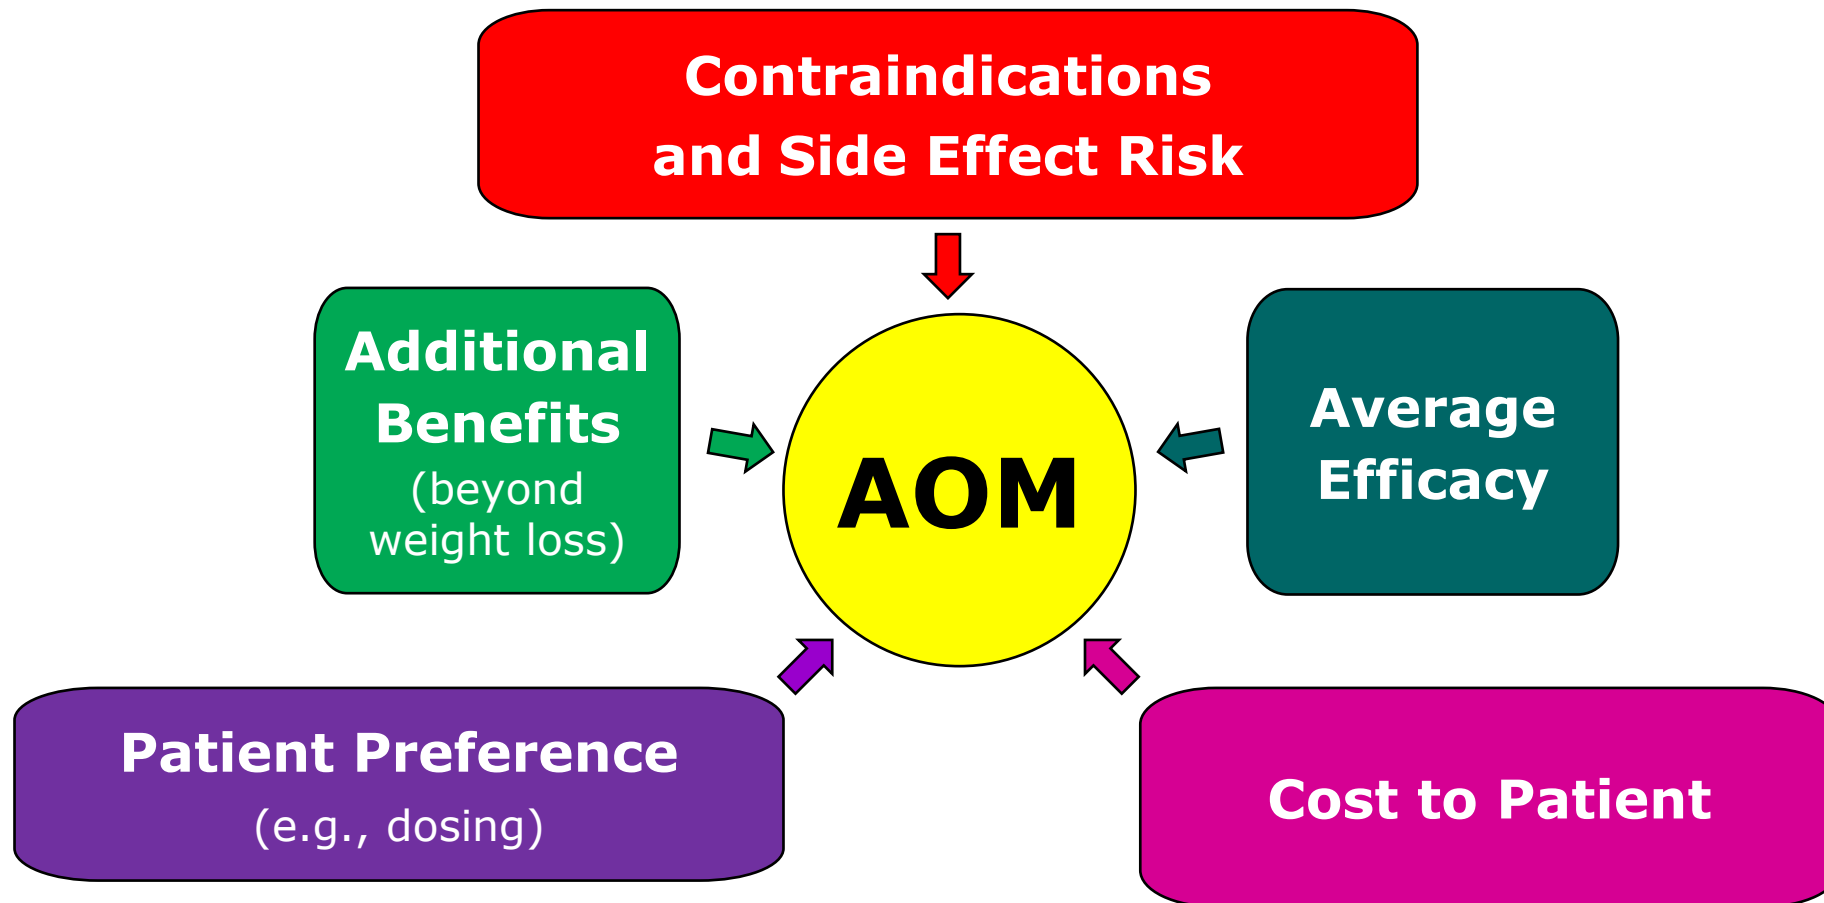 Contraindications
and Side Effect Risk
Additional
Benefits
(beyond
weight loss)
AOM
Average
Efficacy
Patient Preference
(e.g., dosing)
Cost to Patient